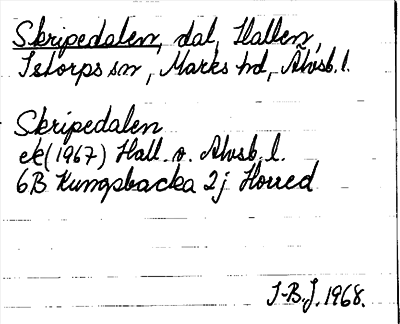 Skripedalen, dal, Hallen,
Istorps sn, Marks hd, Älvsb. l.
Skripedalen
ek (1967) Hall. o. Älvsb. l.
6B Kungsbacka 2j Horred
J-B.J. 1968.